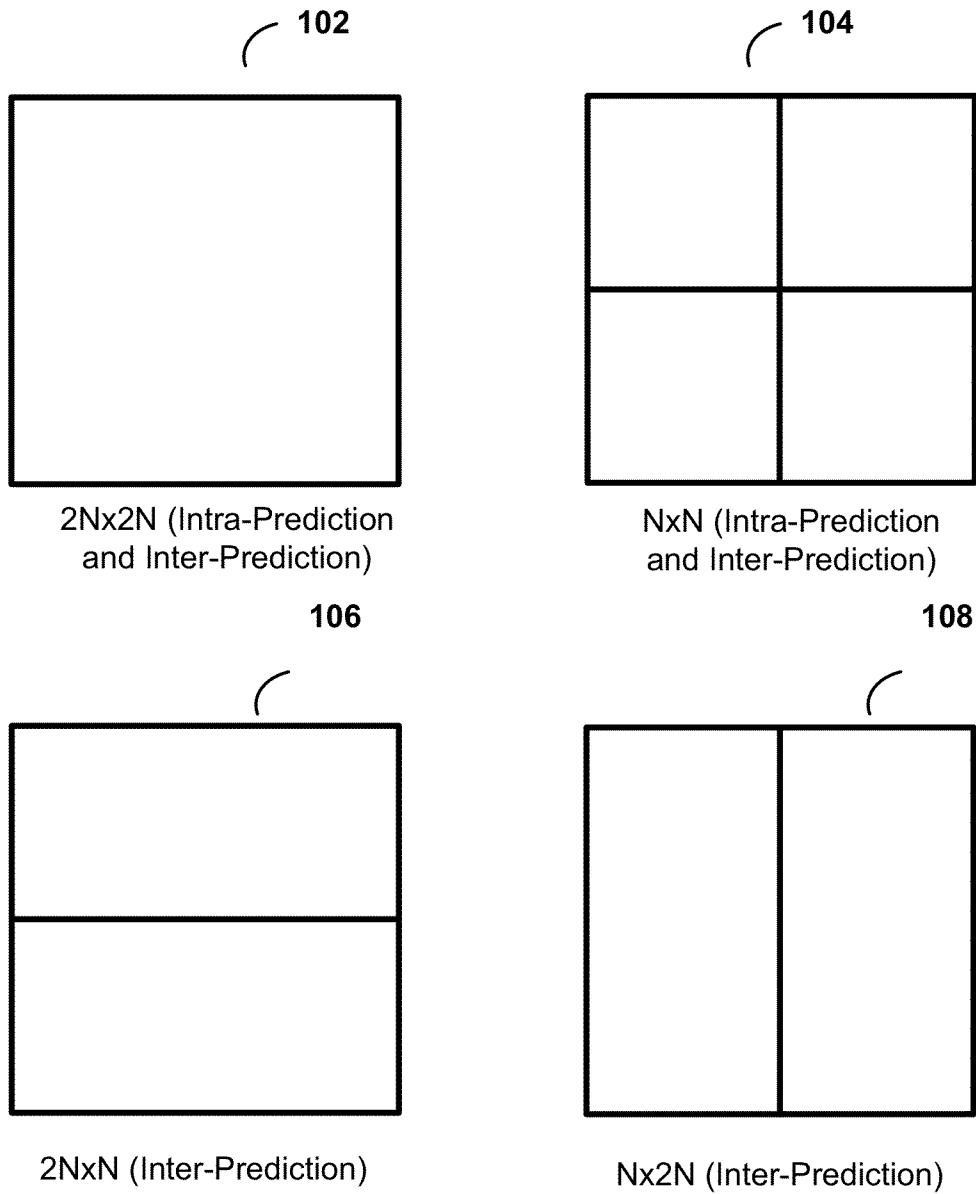 102
104
2Nx2N (Intra-Prediction
and Inter-Prediction)
NxN (Intra-Prediction
and Inter-Prediction)
106
108
2NxN (Inter-Prediction)
Nx2N (Inter-Prediction)